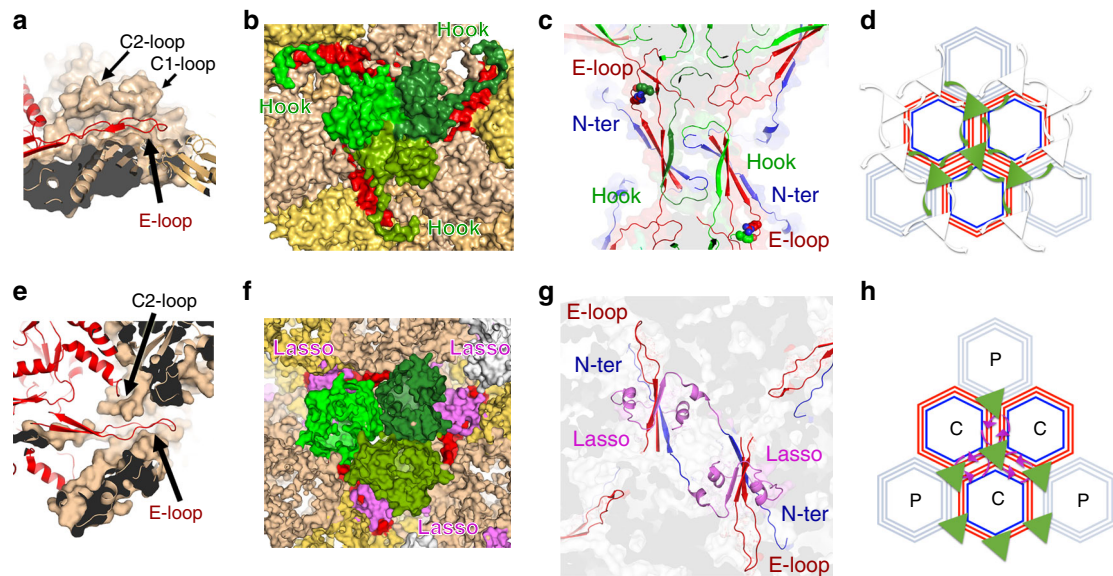 a
C2-loop
C1-loop
E-loop
b
Hook
Hook
Hook
c
E-loop
N-ter
Hook
Hook
N-ter
E-loop
d
e
C2-loop
E-loop
f
Lasso
Lasso
Lasso
g
E-loop
N-ter
Lasso
Lasso
N-ter
E-loop
h
P
C
C
P
C
P